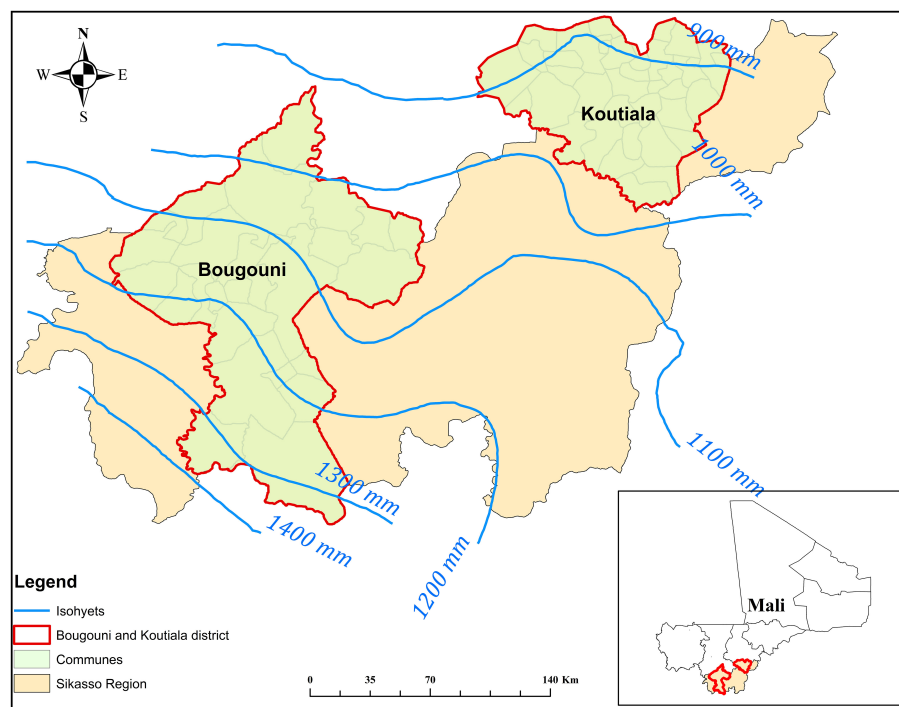 N
W E
S
900 mm
Koutiala
1000 mm
Bougouni
1100 mm
1300 mm
1400 mm
1200 mm
Legend
Isohyets
Bougouni and Koutiala district
Communes
Sikasso Region
0 35 70 140 Km
Mali